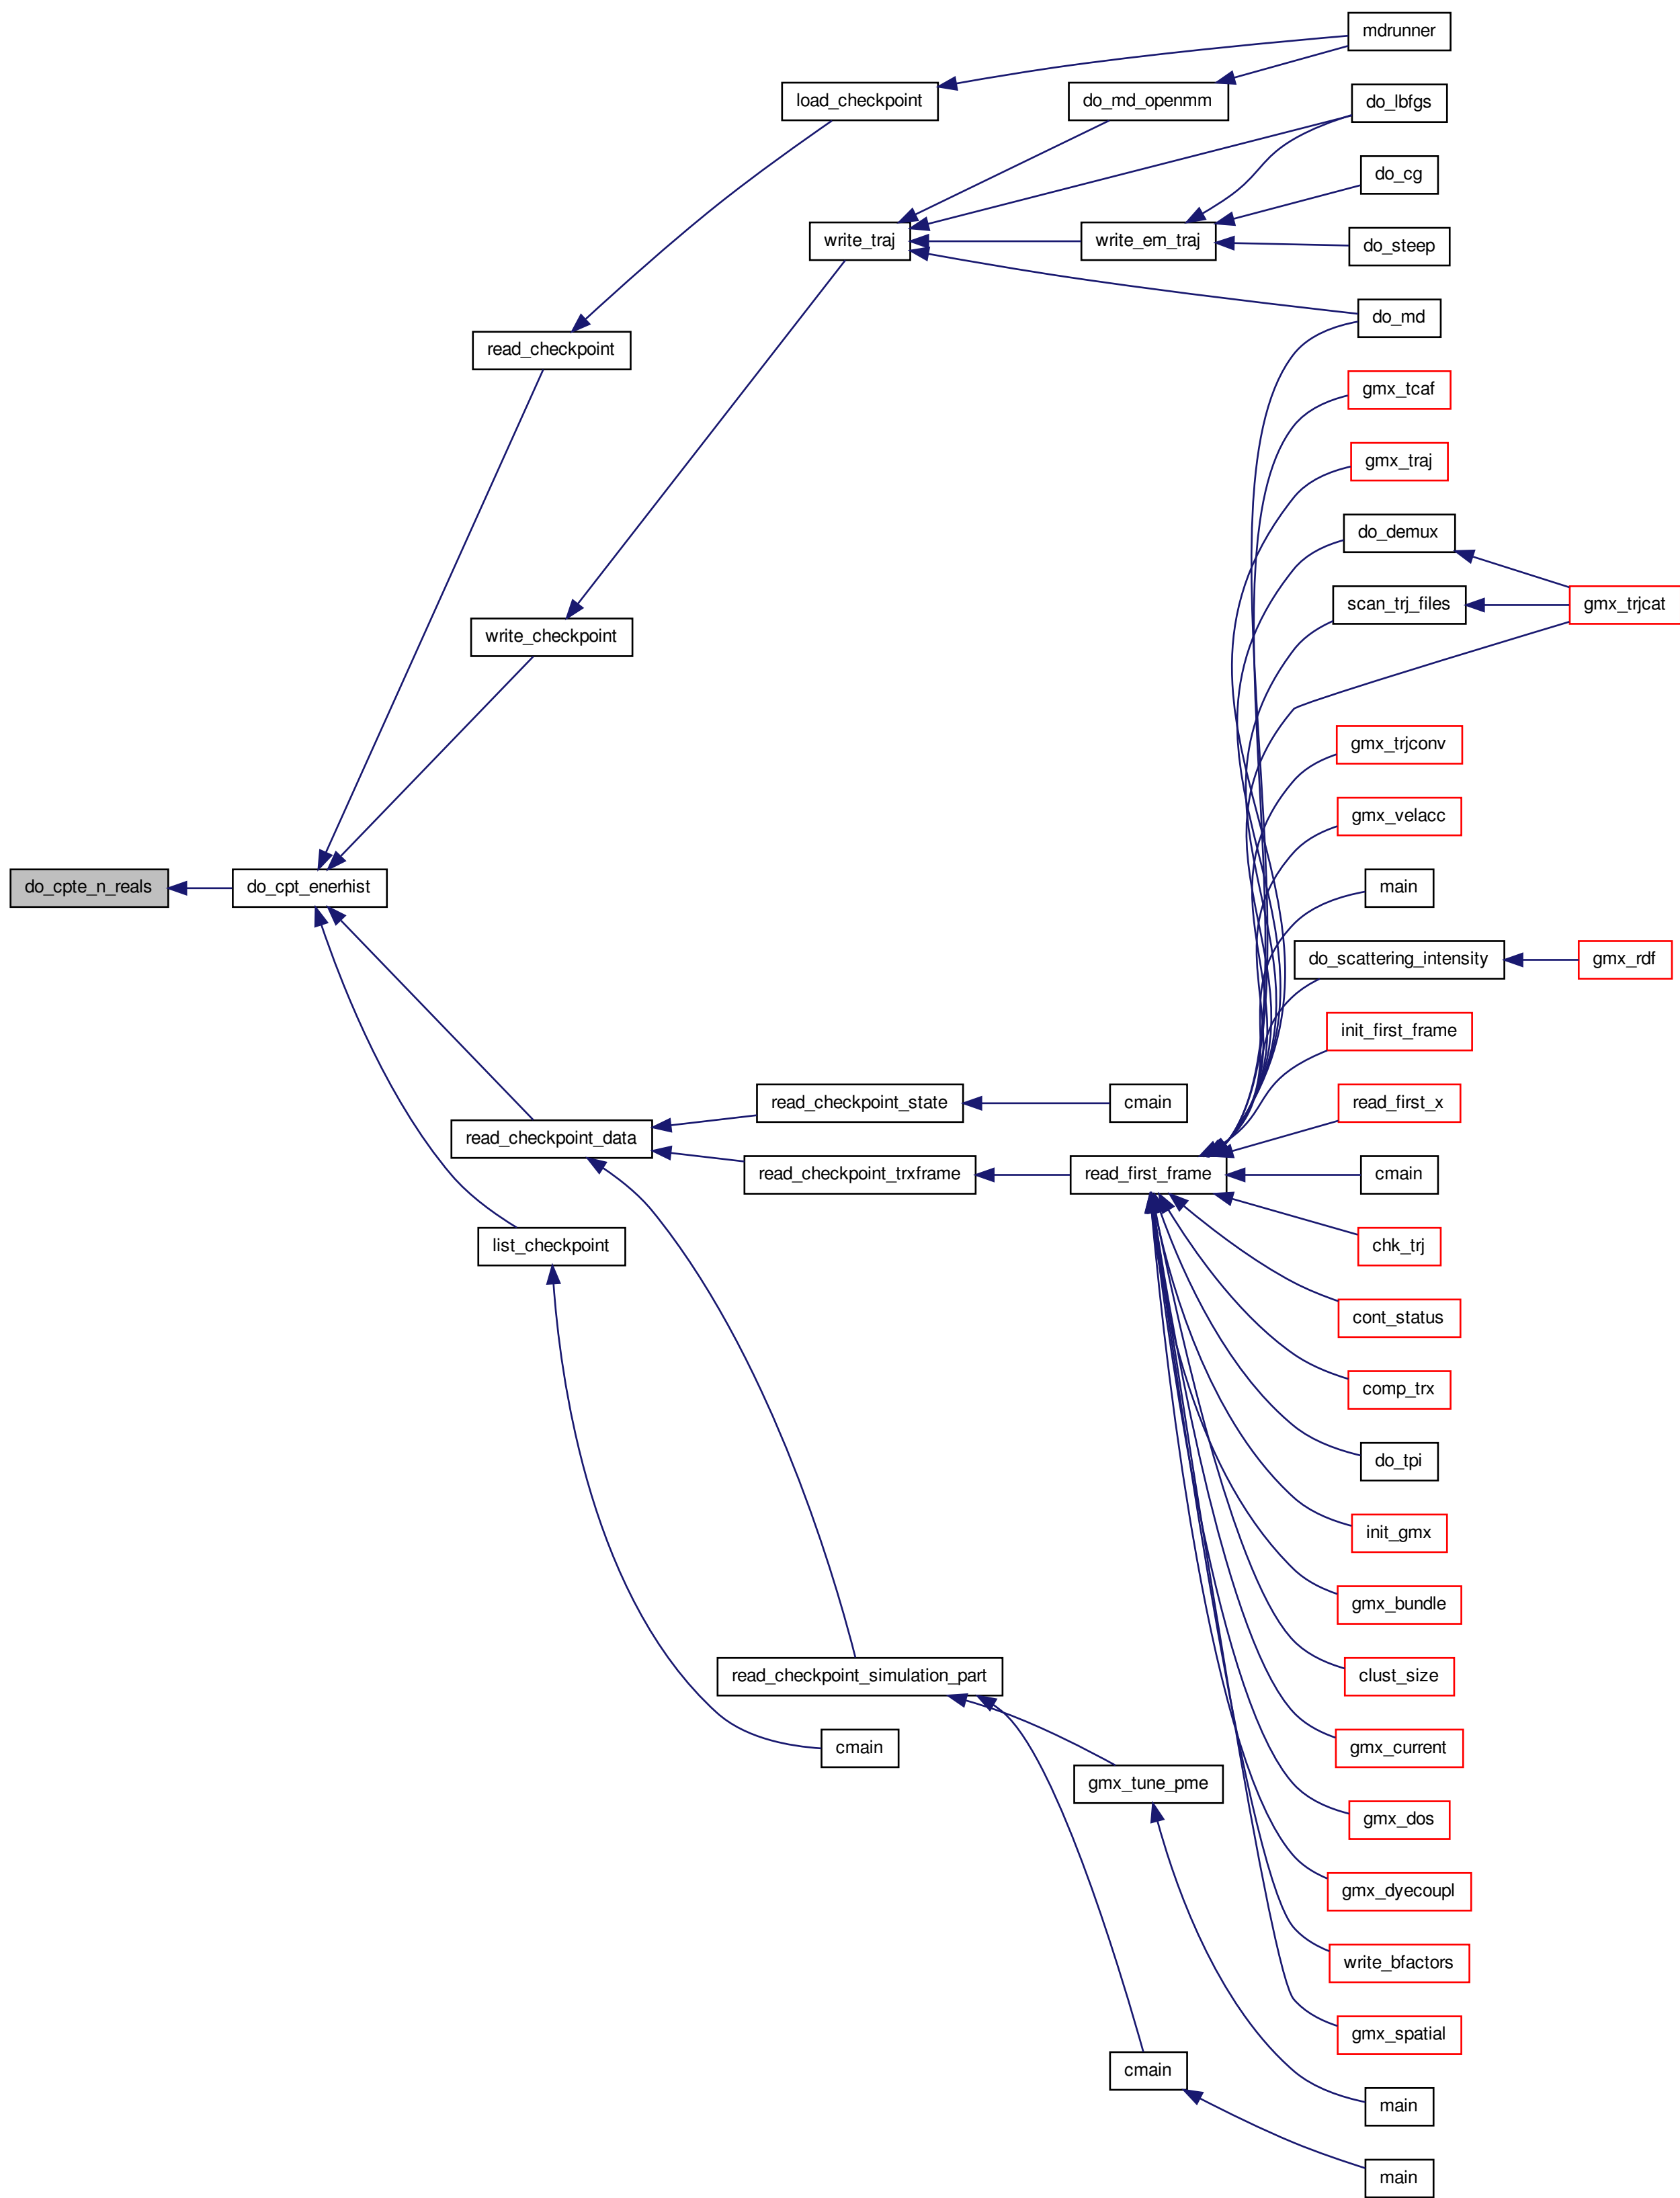 mdrunner
load_checkpoint
do_md_openmm
do_lbfgs
do_cg
write_traj
write_em_traj
do_steep
do_md
read_checkpoint
gmx_tcaf
gmx_traj
do_demux
scan_trj_files
gmx_trjcat
write_checkpoint
gmx_trjconv
gmx_velacc
do_cpte_n_reals
do_cpt_enerhist
main
do_scattering_intensity
gmx_rdf
init_first_frame
read_checkpoint_state
cmain
read_first_x
read_checkpoint_data
read_checkpoint_trxframe
read_first_frame
cmain
list_checkpoint
chk_trj
cont_status
comp_trx
do_tpi
init_gmx
gmx_bundle
read_checkpoint_simulation_part
clust_size
cmain
gmx_current
gmx_tune_pme
gmx_dos
gmx_dyecoupl
write_bfactors
gmx_spatial
cmain
main
main